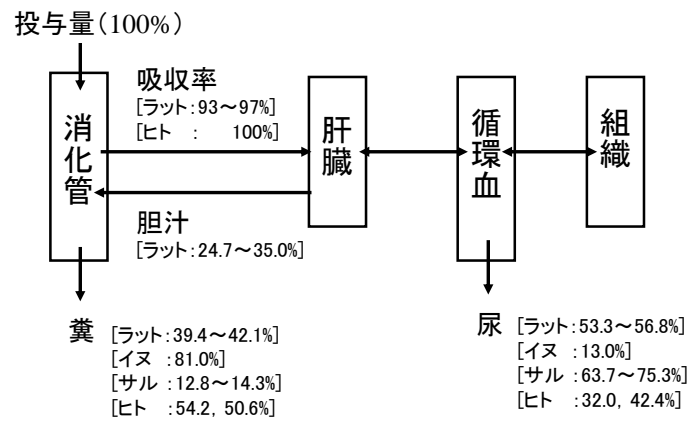 投与量(100%)
吸収率
[ラット:93～97%]
[ヒト : 100%]
消化管
肝臓
循環血
組織
胆汁
[ラット:24.7～35.0%]
糞
[ラット:39.4～42.1%]
[イヌ :81.0%]
[サル :12.8～14.3%]
[ヒト :54.2, 50.6%]
尿
[ラット:53.3～56.8%]
[イヌ :13.0%]
[サル :63.7～75.3%]
[ヒト :32.0, 42.4%]